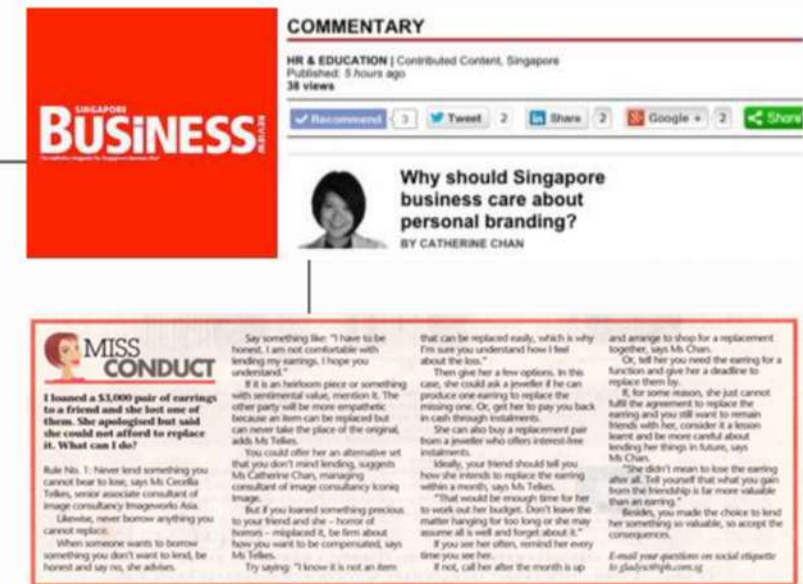 SINGAPORE
BUSiNESS
REVIEW
COMMENTARY
HR & EDUCATION | Contributed Content, Singapore
Published: 5 hours ago
38 views
Recommend 3 Tweet 2 Share 2 Google + 2 Share
Why should Singapore
business care about
personal branding?
BY CATHERINE CHAN
MISS
CONDUCT
I loaned a $3,000 pair of earrings
to a friend and she lost one of
them. She apologised but said
she could not afford to replace
it. What can I do?
Rule No. 1: Never lend something you
cannot bear to lose, says Ms Cecilia
Telkes, senior associate consultant of
image consultancy Imageworks Asia.
Likewise, never borrow anything you
cannot replace.
When someone wants to borrow
something you don't want to lend, be
honest and say no, she advises.
Say something like: "I have to be
honest. I am not comfortable with
lending my earrings. I hope you
understand."
If it is an heirloom piece or something
with sentimental value, mention it. The
other party will be more empathetic
because an item can be replaced but
can never take the place of the original,
adds Ms Telkes.
You could offer her an alternative set
that you don't mind lending, suggests
Ms Catherine Chan, managing
consultant of image consultancy Iconiq
Image.
But if you loaned something precious
to your friend and she – horror of
horrors – misplaced it, be firm about
how you want to be compensated, says
Ms Telkes.
Try saying: "I know it is not an item
that can be replaced easily, which is why
I'm sure you understand how I feel
about the loss."
Then give her a few options. In this
case, she could ask a jeweller if he can
produce one earring to replace the
missing one. Or, get her to pay you back
in cash through instalments.
She can also buy a replacement pair
from a jeweller who offers interest-free
instalments.
Ideally, your friend should tell you
how she intends to replace the earring
within a month, says Ms Telkes.
"That would be enough time for her
to work out her budget. Don't leave the
matter hanging for too long or she may
assume all is well and forget about it."
If you see her often, remind her every
time you see her.
If not, call her after the month is up
and arrange to shop for a replacement
together, says Ms Chan.
Or, tell her you need the earring for a
function and give her a deadline to
replace them by.
If, for some reason, she just cannot
fulfil the agreement to replace the
earring and you still want to remain
friends with her, consider it a lesson
learnt and be more careful about
lending her things in future, says
Ms Chan.
"She didn't mean to lose the earring
after all. Tell yourself that what you gain
from the friendship is far more valuable
than an earring."
Besides, you made the choice to lend
her something so valuable, so accept the
consequences.
E-mail your questions on social etiquette
to gladysc@sph.com.sg